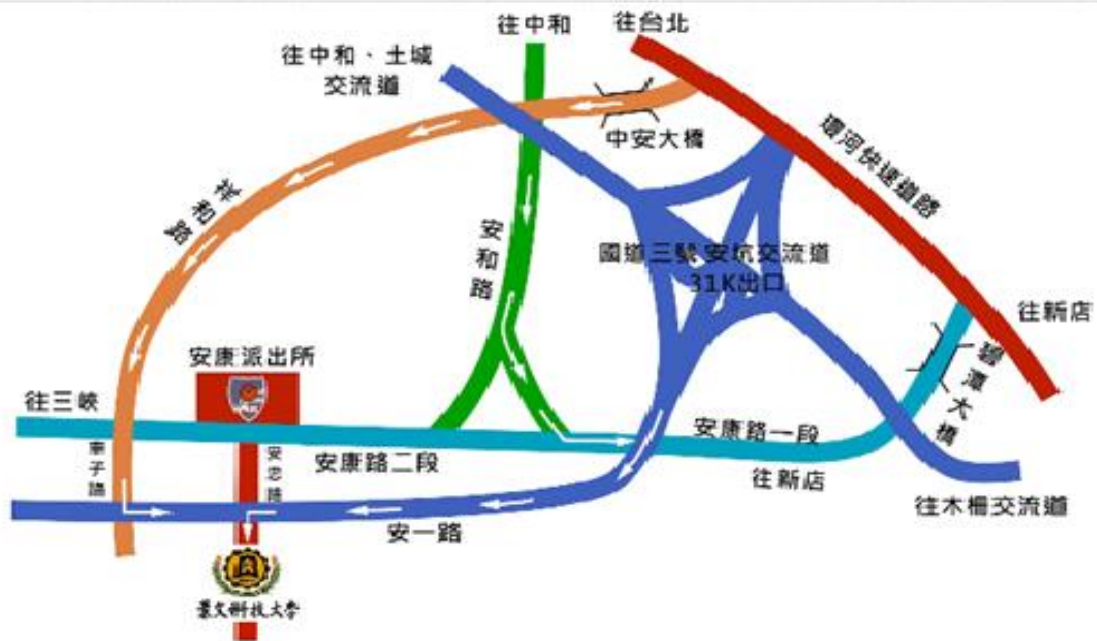 往中和
往台北
往中和、土城
交流道
中安大橋
環河快速道路
祥和路
安和路
國道三號 安坑交流道
31K出口
往新店
碧潭大橋
安康派出所
往三峽
車子路
安忠路
安康路二段
安康路一段
往新店
安一路
往木柵交流道
景文科技大學